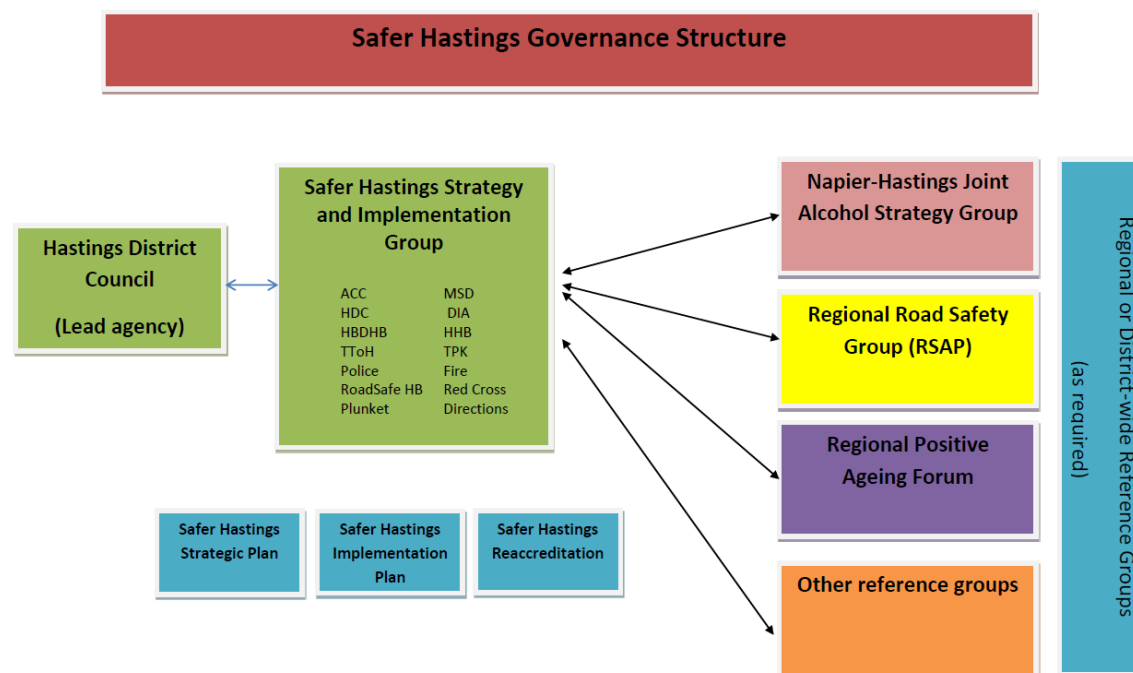 Safer Hastings Governance Structure
Hastings District
Council
(Lead agency)
Safer Hastings Strategy
and Implementation
Group
ACC MSD
HDC DIA
HBDHB HHB
TToH TPK
Police Fire
RoadSafe HB Red Cross
Plunket Directions
Napier-Hastings Joint
Alcohol Strategy Group
Regional Road Safety
Group (RSAP)
Regional Positive
Ageing Forum
Other reference groups
Regional or District-wide Reference Groups
(as required)
Safer Hastings
Strategic Plan
Safer Hastings
Implementation
Plan
Safer Hastings
Reaccreditation